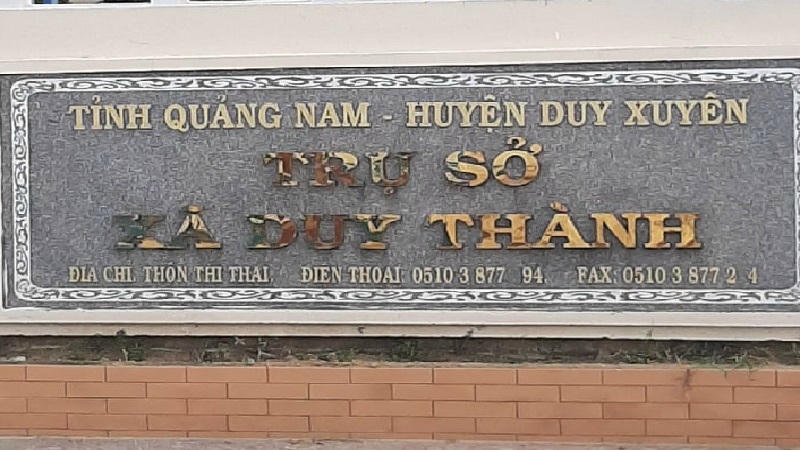 TỈNH QUẢNG NAM - HUYỆN DUY XUYÊN
TRỤ SỞ
XÃ DUY THÀNH
ĐỊA CHỈ: THÔN THI THẠI ĐIỆN THOẠI: 0510 3 877 94. FAX: 0510 3 877 2 4